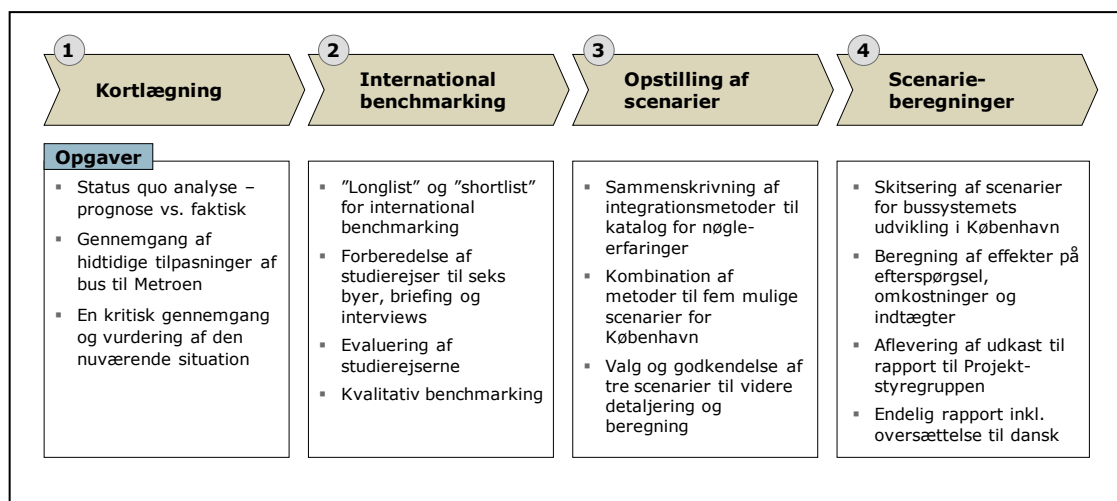 1
Kortlægning
2
International
benchmarking
3
Opstilling af
scenarier
4
Scenarie-
beregninger
Opgaver
▪ Status quo analyse –
prognose vs. faktisk
▪ Gennemgang af
hidtidige tilpasninger af
bus til Metroen
▪ En kritisk gennemgang
og vurdering af den
nuværende situation
▪ ”Longlist” og ”shortlist”
for international
benchmarking
▪ Forberedelse af
studierejser til seks
byer, briefing og
interviews
▪ Evaluering af
studierejserne
▪ Kvalitativ benchmarking
▪ Sammenskrivning af
integrationsmetoder til
katalog for nøgle-
erfaringer
▪ Kombination af
metoder til fem mulige
scenarier for
København
▪ Valg og godkendelse af
tre scenarier til videre
detaljering og
beregning
▪ Skitsering af scenarier
for bussystemets
udvikling i København
▪ Beregning af effekter på
efterspørgsel,
omkostninger og
indtægter
▪ Aflevering af udkast til
rapport til Projekt-
styregruppen
▪ Endelig rapport inkl.
oversættelse til dansk